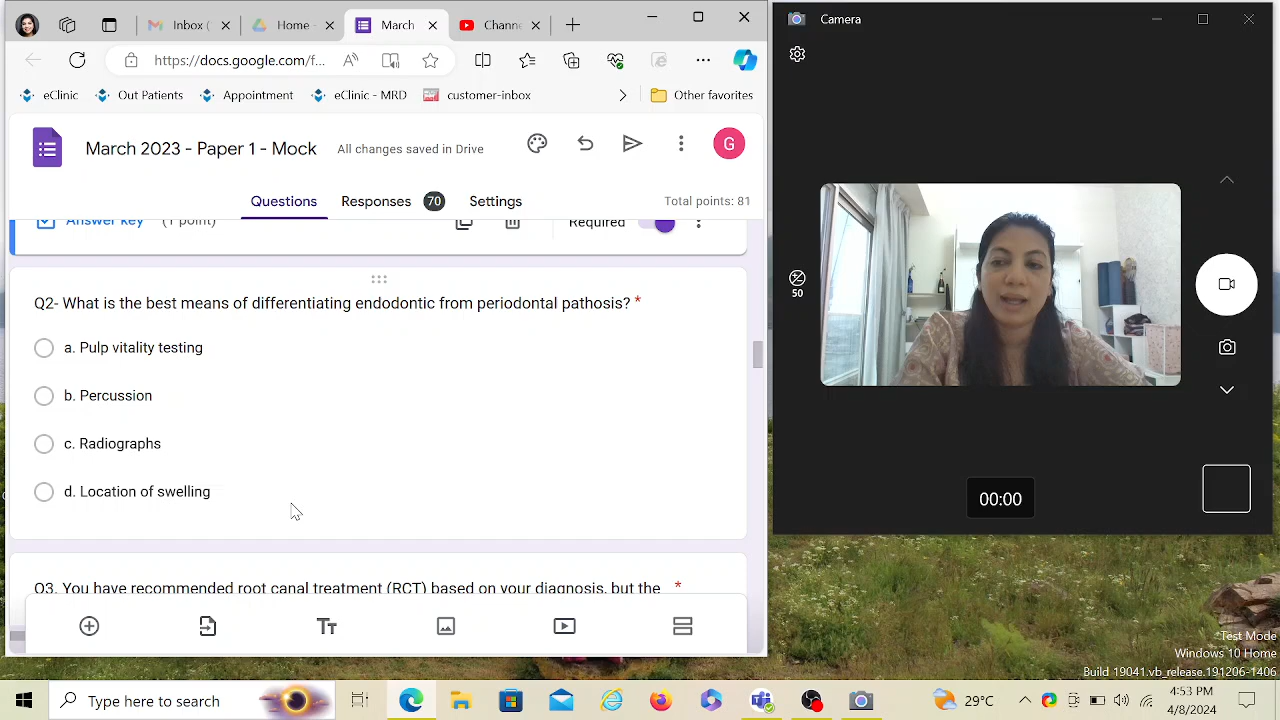 Inbox (
Home -
March
Channe
https://docs.google.com/f...
eClinic
Out Patients
Appointment
eClinic - MRD
customer-inbox
Other favorites
March 2023 - Paper 1 - Mock
All changes saved in Drive
G
Questions
Responses
70
Settings
Total points: 81
Answer key
(1 point)
Required
Q2- What is the best means of differentiating endodontic from periodontal pathosis? *
a. Pulp vitality testing
b. Percussion
c. Radiographs
d. Location of swelling
Q3. You have recommended root canal treatment (RCT) based on your diagnosis, but the *
Tт
Camera
50
00:00
Test Mode
Windows 10 Home
Build 19041.vb_release.191206-1406
Type here to search
29°C
4:53 PM
4/8/2024